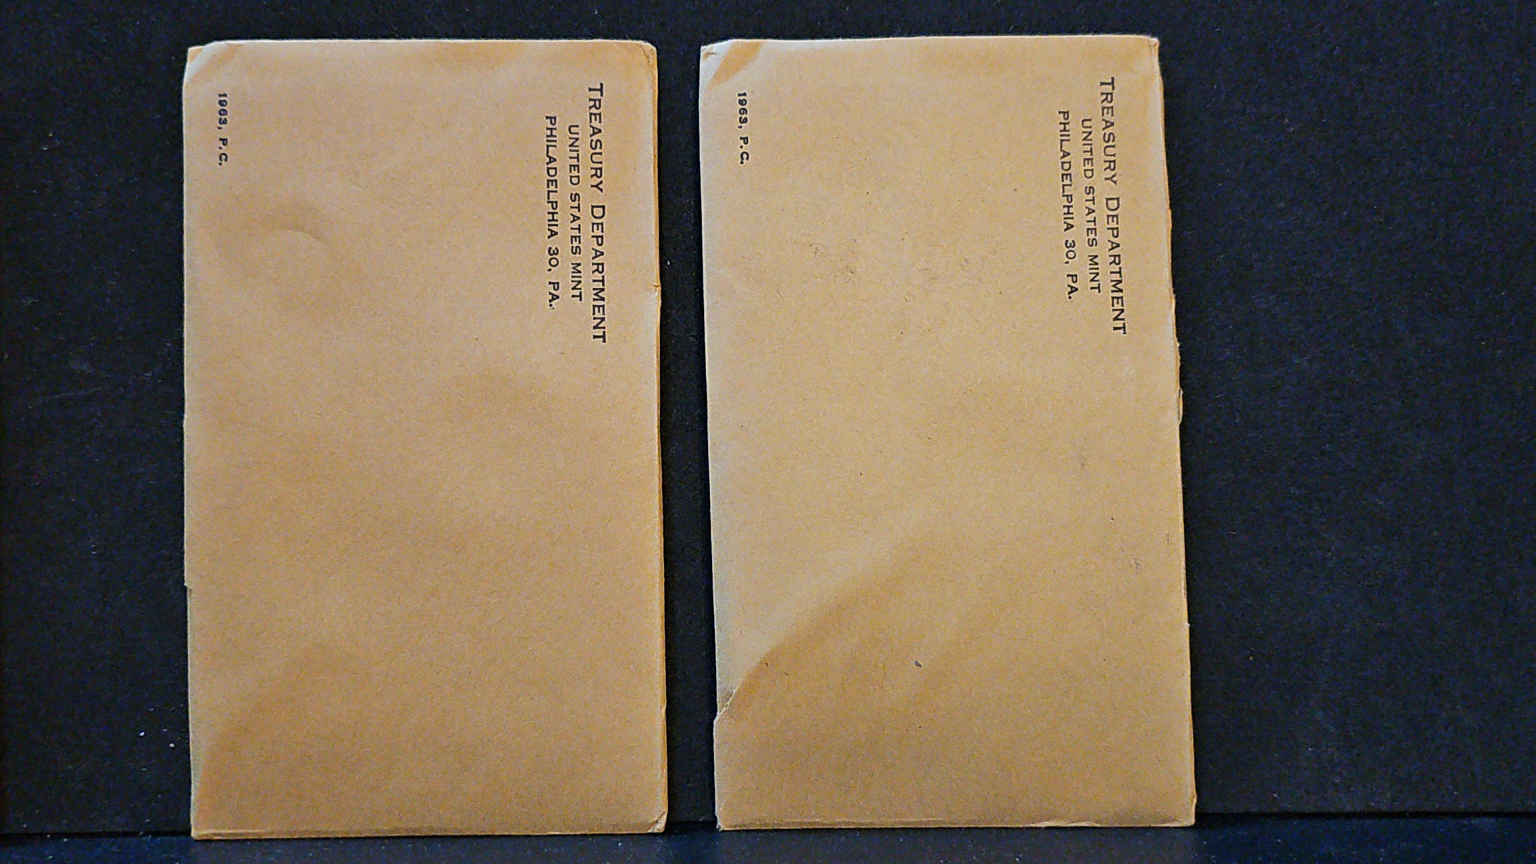 TREASURY DEPARTMENT
UNITED STATES MINT
PHILADELPHIA 30, PA.
1963, P.C.
TREASURY DEPARTMENT
UNITED STATES MINT
PHILADELPHIA 30, PA.
1963, P.C.